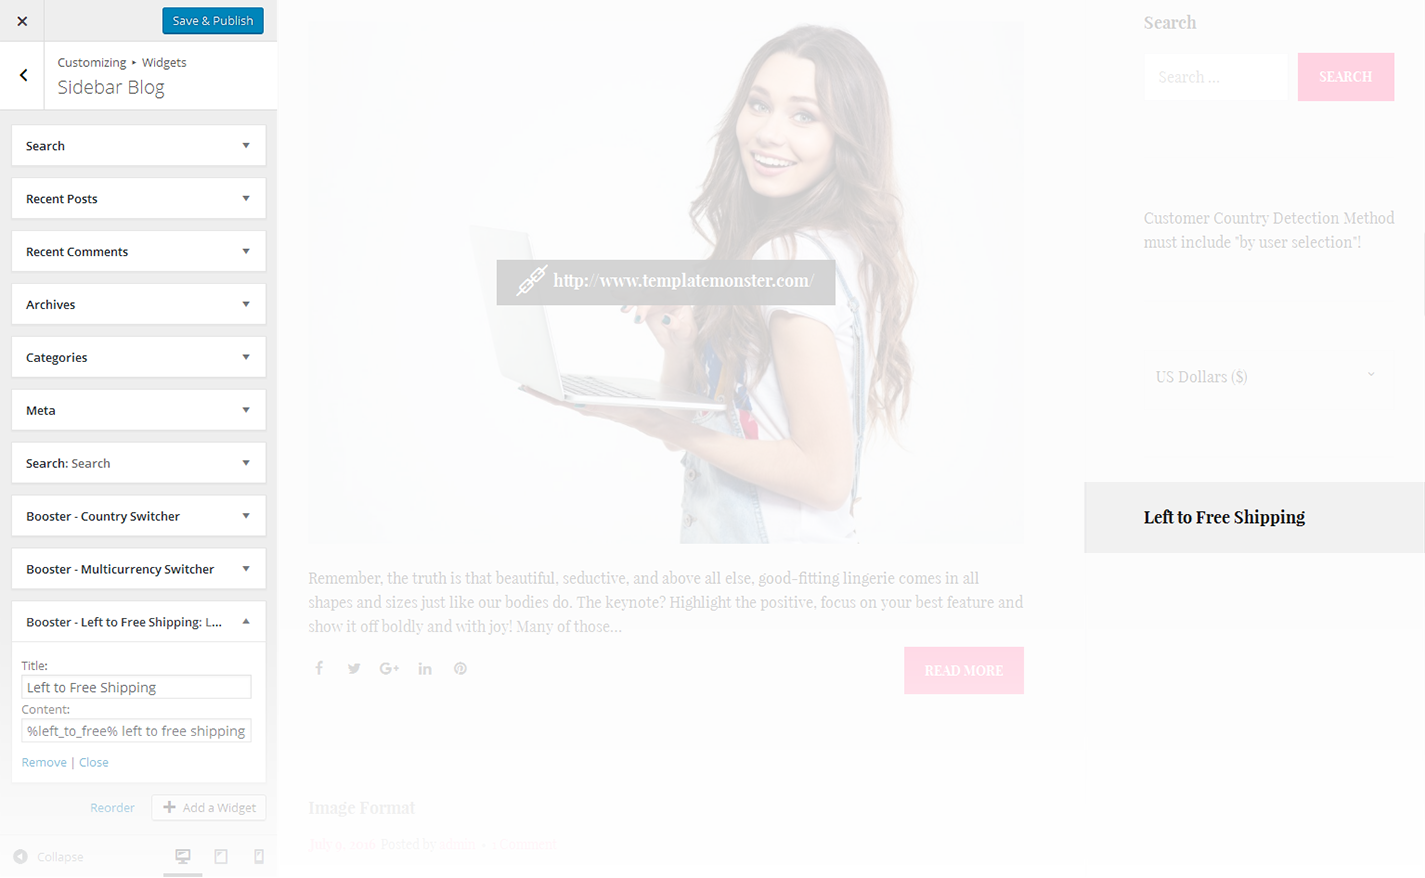 Save & Publish
Customizing ▸ Widgets
Sidebar Blog
Search
Recent Posts
Recent Comments
Archives
Categories
Meta
Search: Search
Booster - Country Switcher
Booster - Multicurrency Switcher
Booster - Left to Free Shipping: L...
Title:
Left to Free Shipping
Content:
%left_to_free% left to free shipping
Remove | Close
Reorder
Add a Widget
Collapse
http://www.templatemonster.com/
Remember, the truth is that beautiful, seductive, and above all else, good-fitting lingerie comes in all
shapes and sizes just like our bodies do. The keynote? Highlight the positive, focus on your best feature and
show it off boldly and with joy! Many of those...
READ MORE
Image Format
Posted by admin
Search
Search ...
SEARCH
Customer Country Detection Method
must include "by user selection"!
US Dollars ($)
Left to Free Shipping